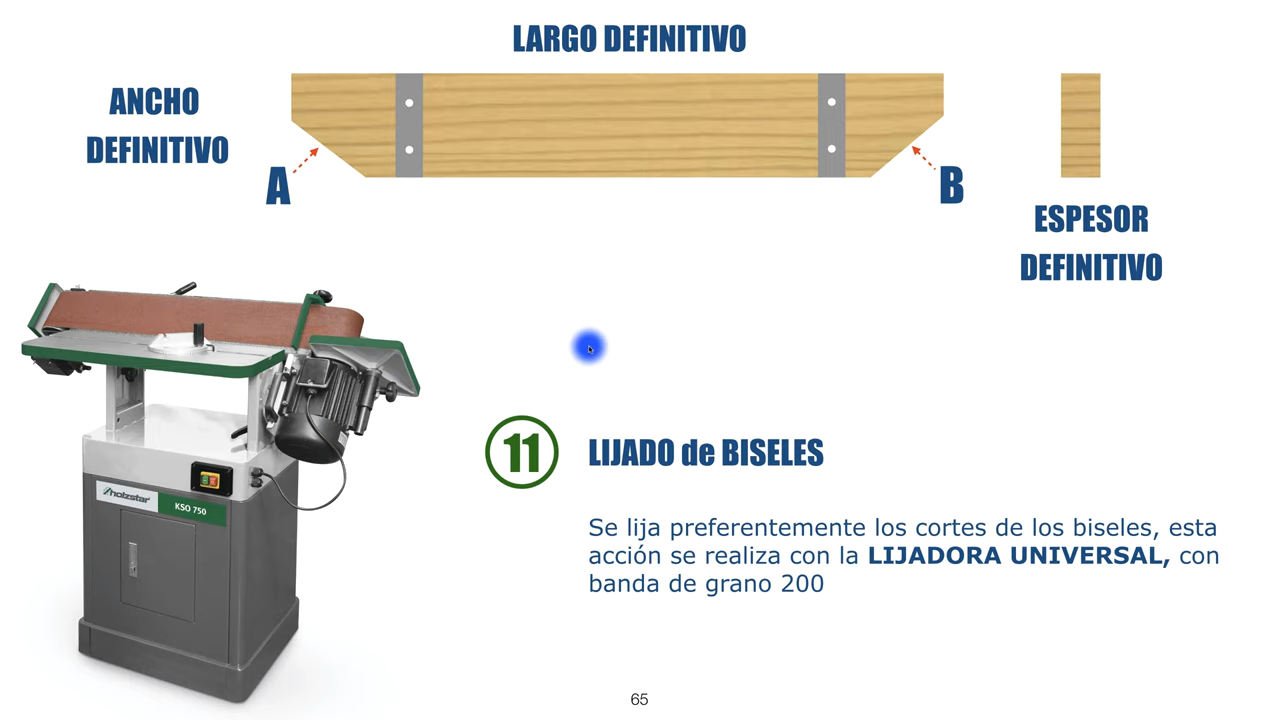 LARGO DEFINITIVO
ANCHO
DEFINITIVO
A
B
ESPESOR
DEFINITIVO
holzstar
KSO 750
11
LIJADO de BISELES
Se lija preferentemente los cortes de los biseles, esta
acción se realiza con la LIJADORA UNIVERSAL, con
banda de grano 200
65